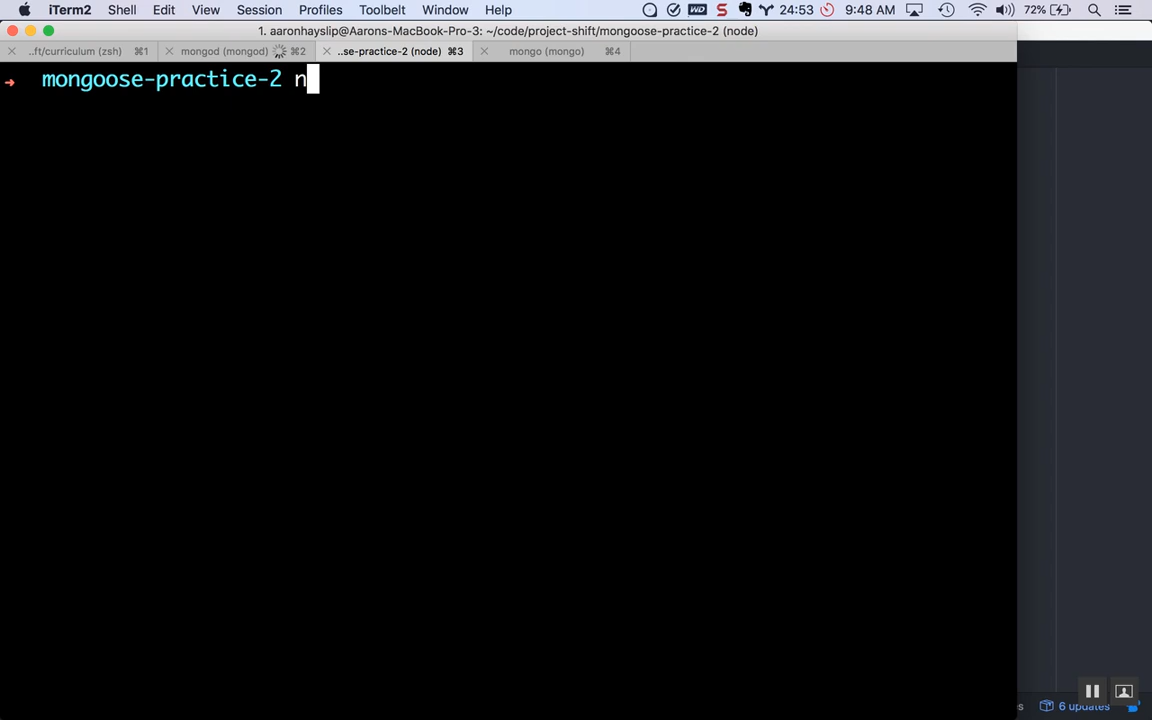 iTerm2 Shell Edit View Session Profiles Toolbelt Window Help WD S 24:53 9:48 AM 72%
1. aaronhayslip@Aarons-MacBook-Pro-3: ~/code/project-shift/mongoose-practice-2 (node)
..ft/curriculum (zsh) ⌘1 mongod (mongod) ⌘2 ..se-practice-2 (node) ⌘3 mongo (mongo) ⌘4
→ mongoose-practice-2 n
es 6 updates